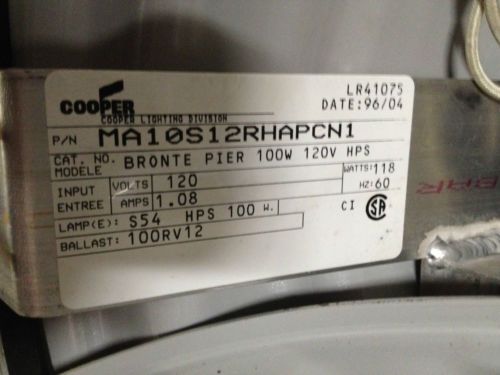 LR41075
DATE:96/04
COOPER
COOPER LIGHTING DIVISION
P/N MA10S12RHAPCN1
CAT. NO. MODELE BRONTE PIER 100W 120V HPS
INPUT ENTREE VOLTS 120 WATTS:118
AMPS 1.08 HZ:60
LAMP(E): S54 HPS 100 W.
CI SA
BALLAST: 100RV12